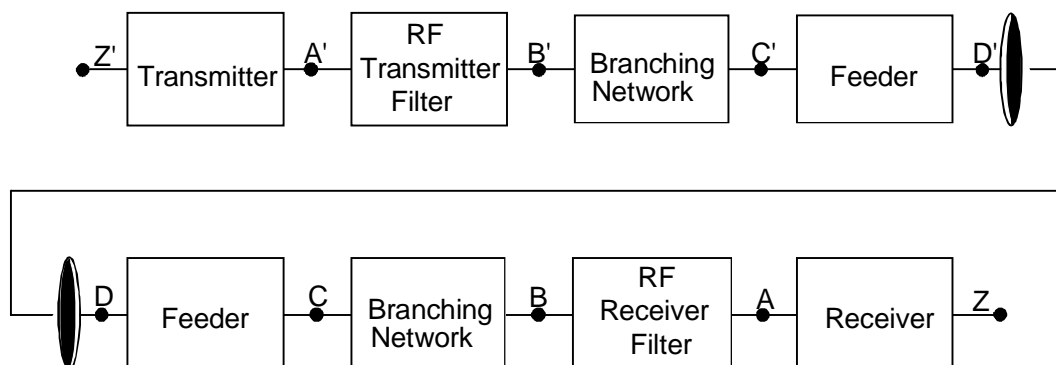 Z'
Transmitter
A'
RF
Transmitter
Filter
B'
Branching
Network
C'
Feeder
D'
D
Feeder
C
Branching
Network
B
RF
Receiver
Filter
A
Receiver
Z